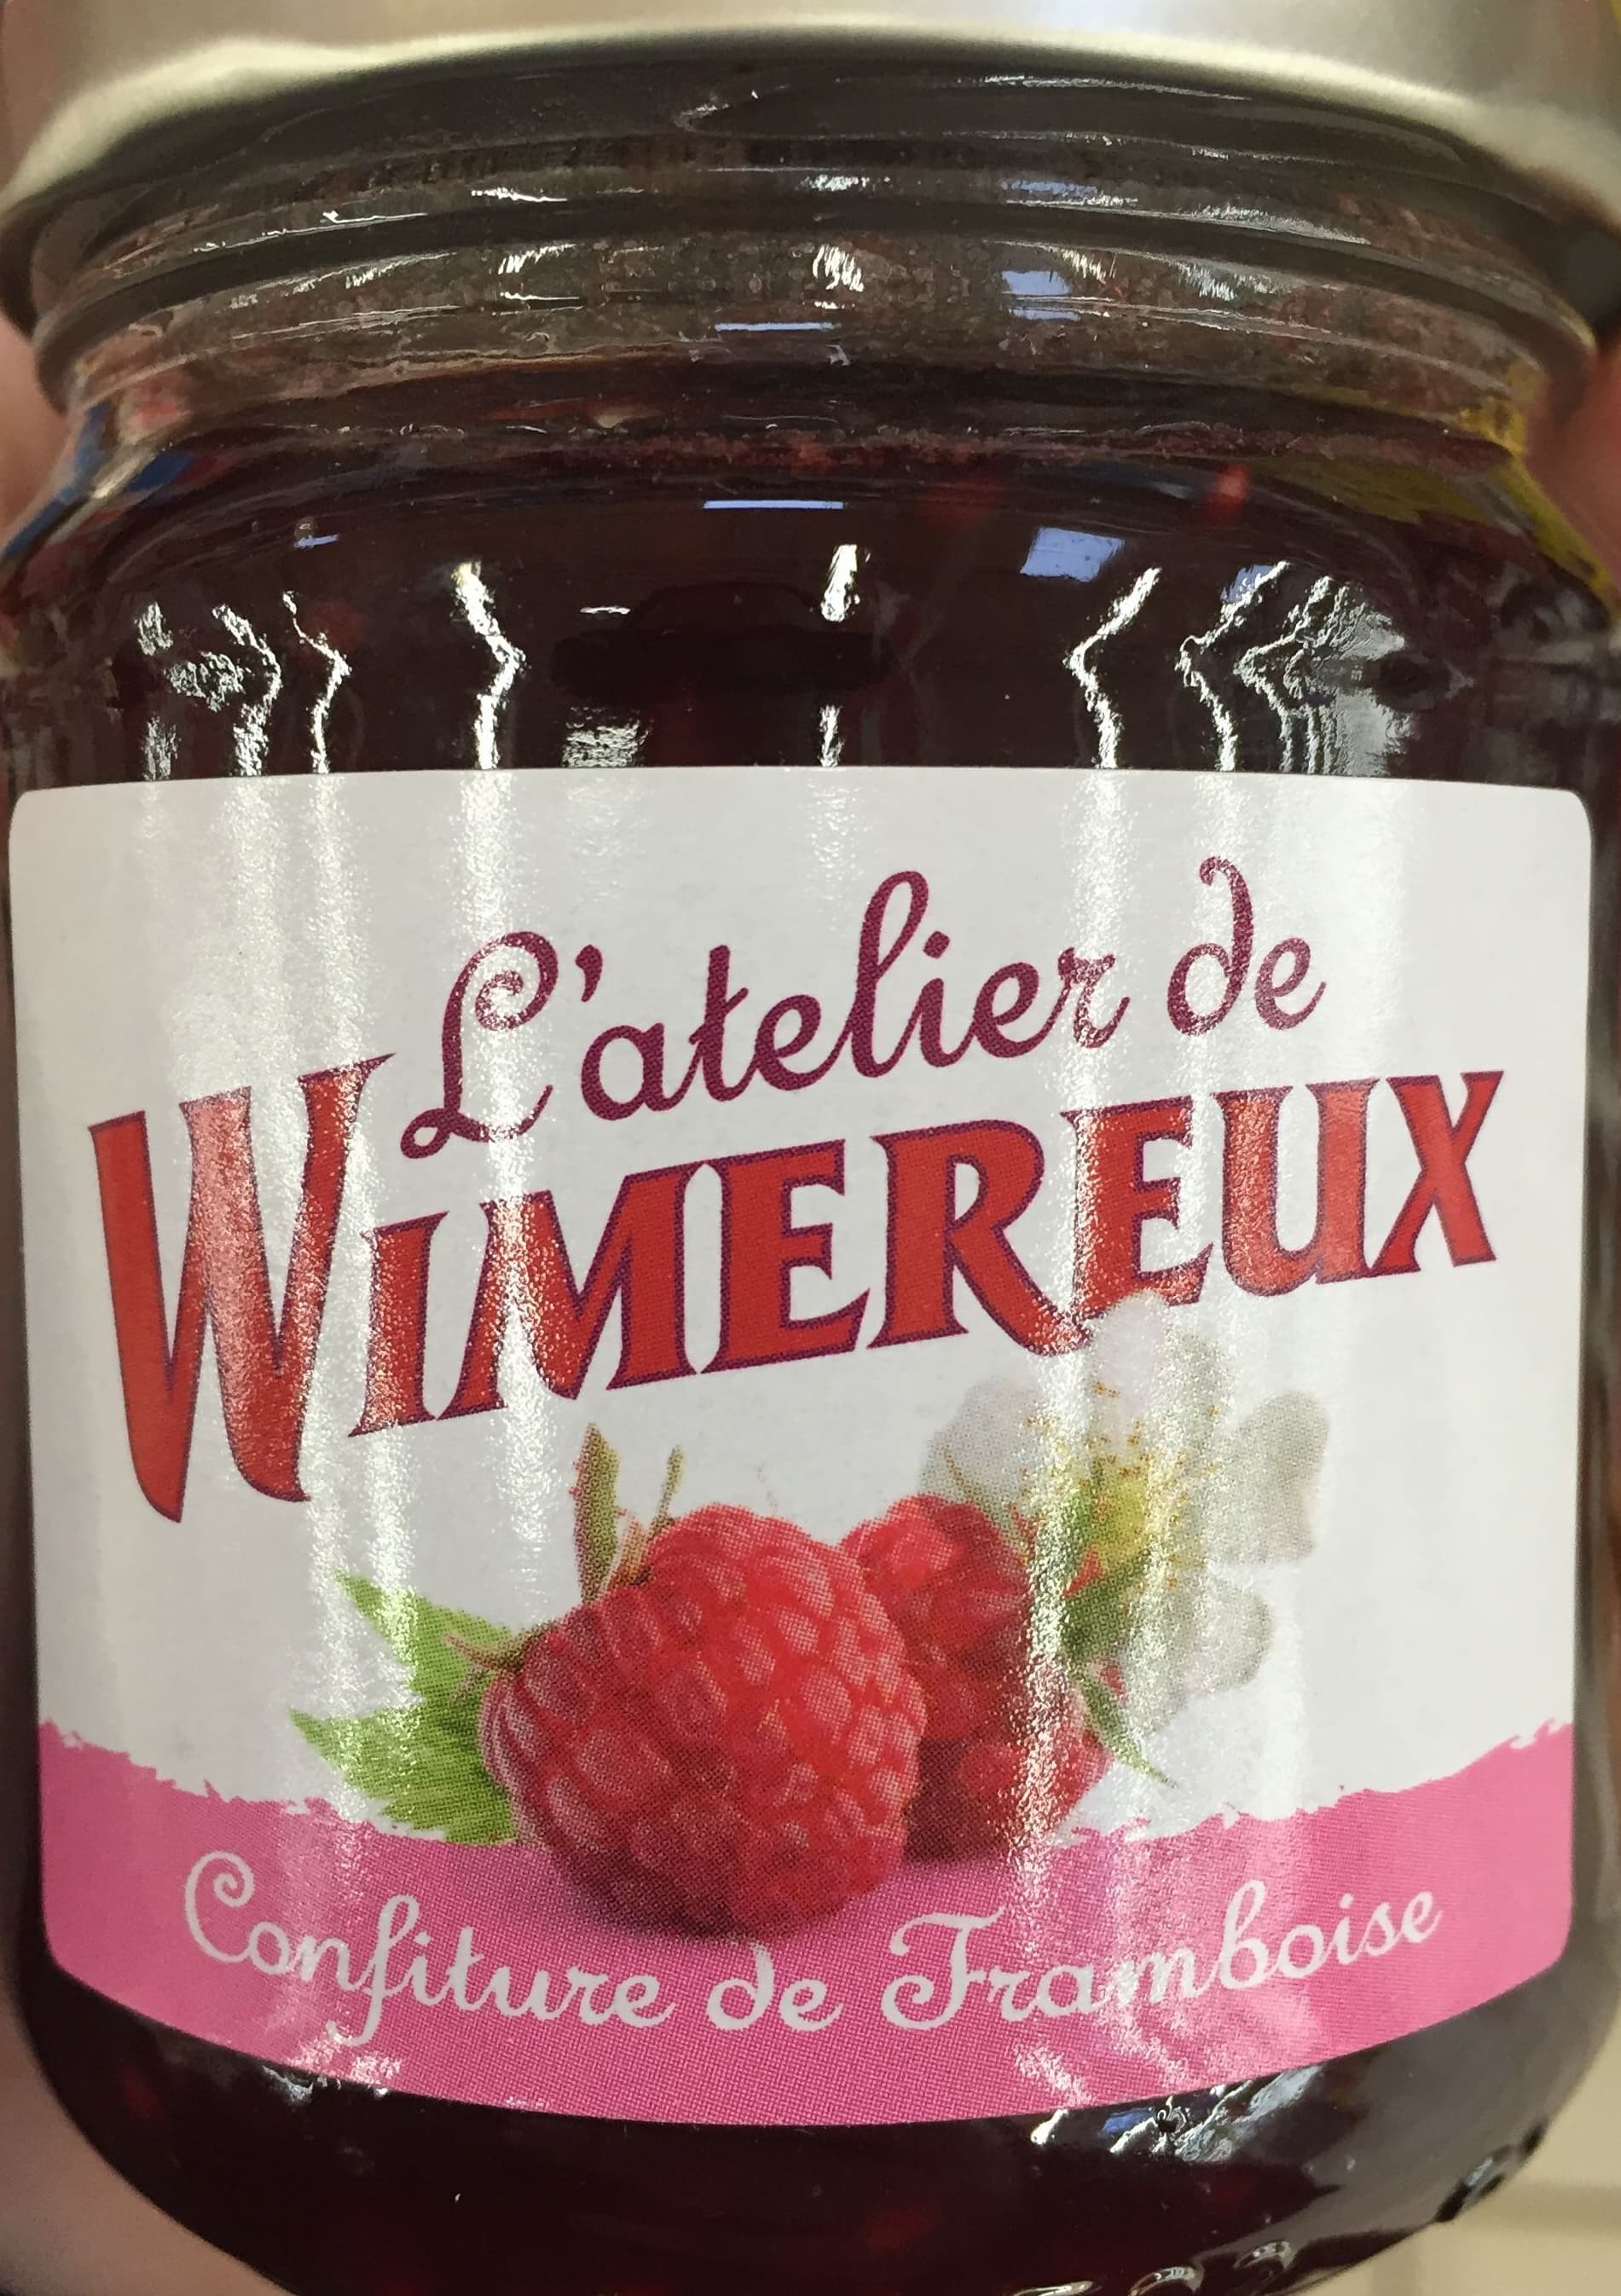 L'atelier de
WIMEREUX
Confiture de Framboise